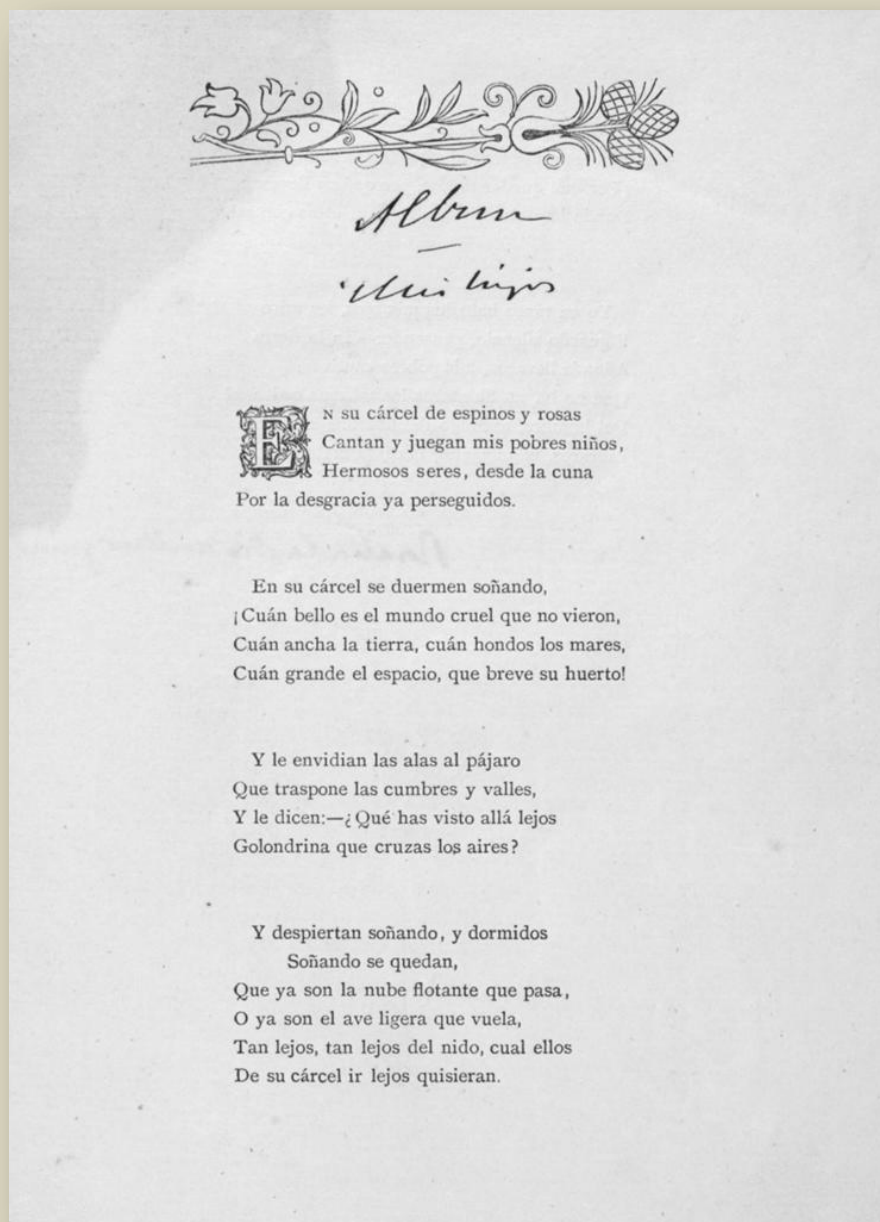 Album
Mis hijos
EN su cárcel de espinos y rosas
Cantan y juegan mis pobres niños,
Hermosos seres, desde la cuna
Por la desgracia ya perseguidos.
En su cárcel se duermen soñando,
¡Cuán bello es el mundo cruel que no vieron,
Cuán ancha la tierra, cuán hondos los mares,
Cuán grande el espacio, que breve su huerto!
Y le envidian las alas al pájaro
Que traspone las cumbres y valles,
Y le dicen:—¿Qué has visto allá lejos
Golondrina que cruzas los aires?
Y despiertan soñando, y dormidos
Soñando se quedan,
Que ya son la nube flotante que pasa,
O ya son el ave ligera que vuela,
Tan lejos, tan lejos del nido, cual ellos
De su cárcel ir lejos quisieran.